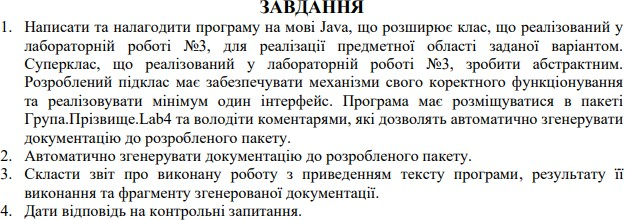 ЗАВДАННЯ
1. Написати та налагодити програму на мові Java, що розширює клас, що реалізований у
лабораторній роботі №3, для реалізації предметної області заданої варіантом.
Суперклас, що реалізований у лабораторній роботі №3, зробити абстрактним.
Розроблений підклас має забезпечувати механізми свого коректного функціонування
та реалізовувати мінімум один інтерфейс. Програма має розміщуватися в пакеті
Група.Прізвище.Lab4 та володіти коментарями, які дозволять автоматично згенерувати
документацію до розробленого пакету.
2. Автоматично згенерувати документацію до розробленого пакету.
3. Скласти звіт про виконану роботу з приведенням тексту програми, результату її
виконання та фрагменту згенерованої документації.
4. Дати відповідь на контрольні запитання.